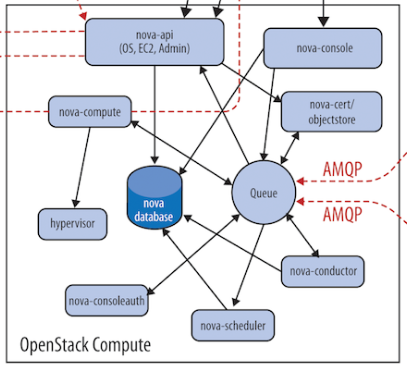 nova-api
(OS, EC2, Admin)
nova-console
nova-compute
nova-cert/
objectstore
AMQP
nova
database
Queue
AMQP
hypervisor
nova-conductor
nova-consoleauth
nova-scheduler
OpenStack Compute